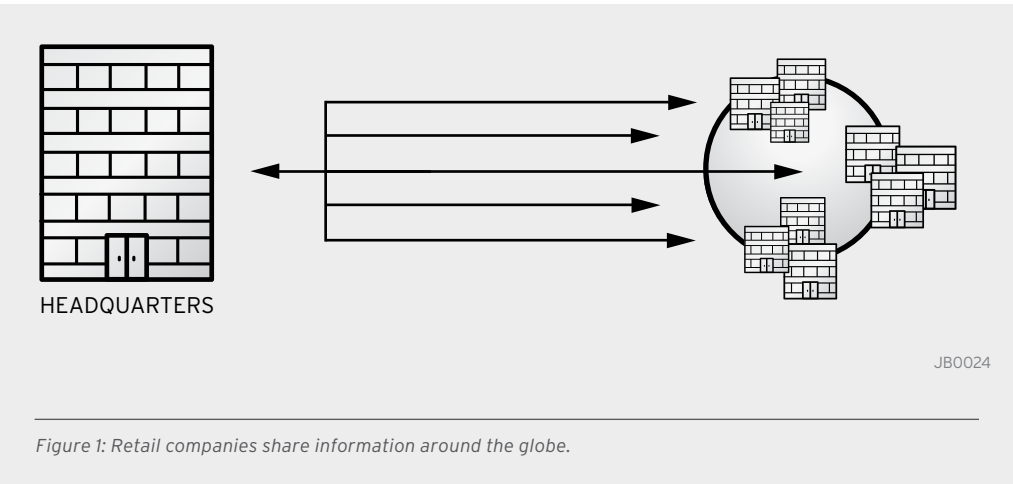 HEADQUARTERS
JB0024
Figure 1: Retail companies share information around the globe.